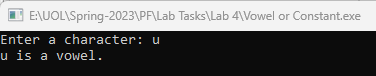 E:\UOL\Spring-2023\PF\Lab Tasks\Lab 4\Vowel or Constant.exe
Enter a character: u
u is a vowel.